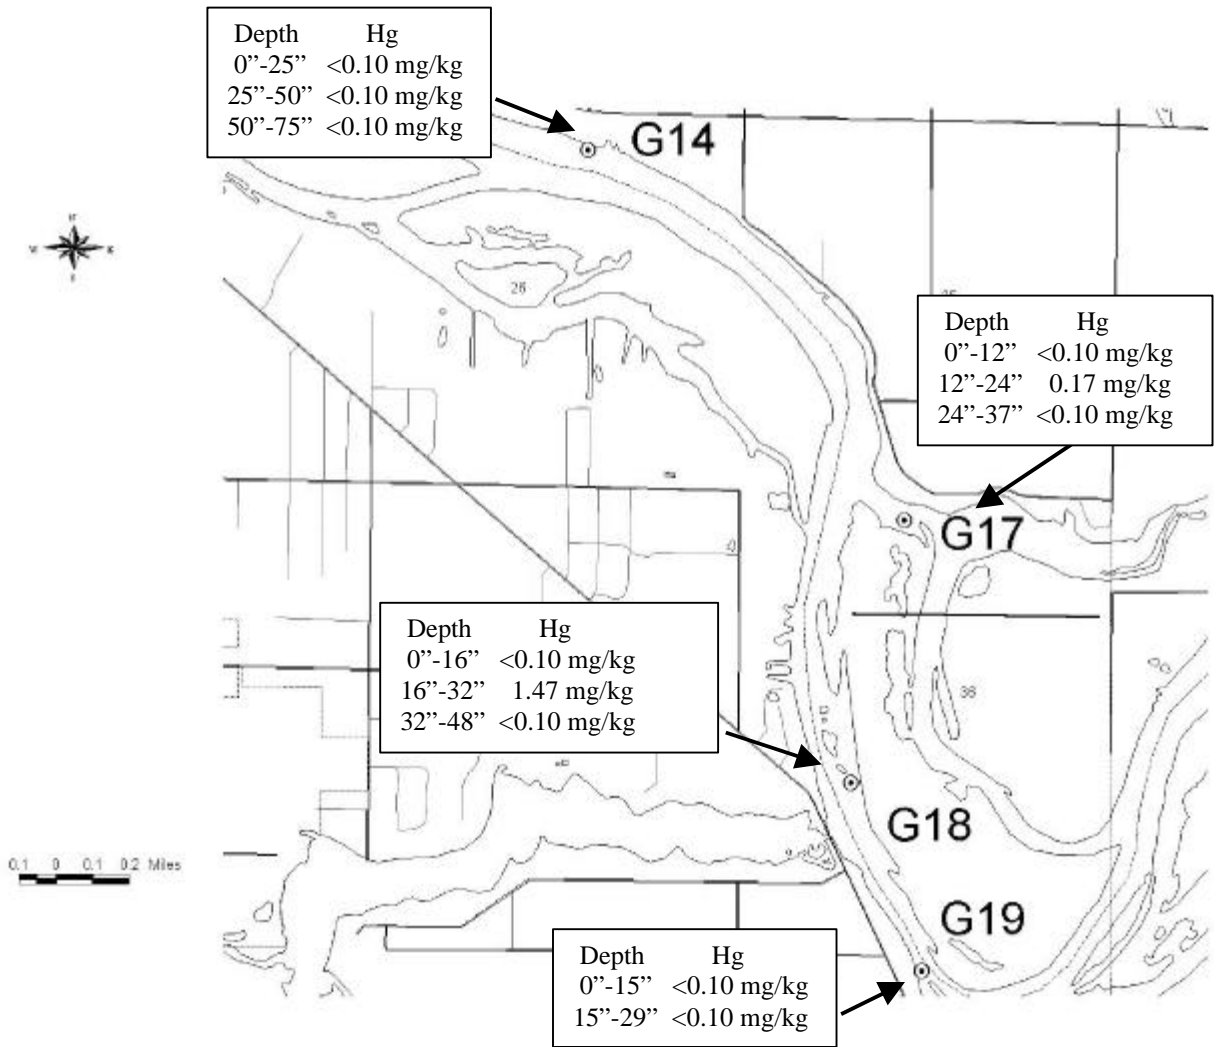 Depth Hg
0”-25” <0.10 mg/kg
25”-50” <0.10 mg/kg
50”-75” <0.10 mg/kg
G14
26
Depth Hg
0”-12” <0.10 mg/kg
12”-24” 0.17 mg/kg
24”-37” <0.10 mg/kg
G17
Depth Hg
0”-16” <0.10 mg/kg
16”-32” 1.47 mg/kg
32”-48” <0.10 mg/kg
36
G18
0.1 0 0.1 0.2 Miles
G19
Depth Hg
0”-15” <0.10 mg/kg
15”-29” <0.10 mg/kg